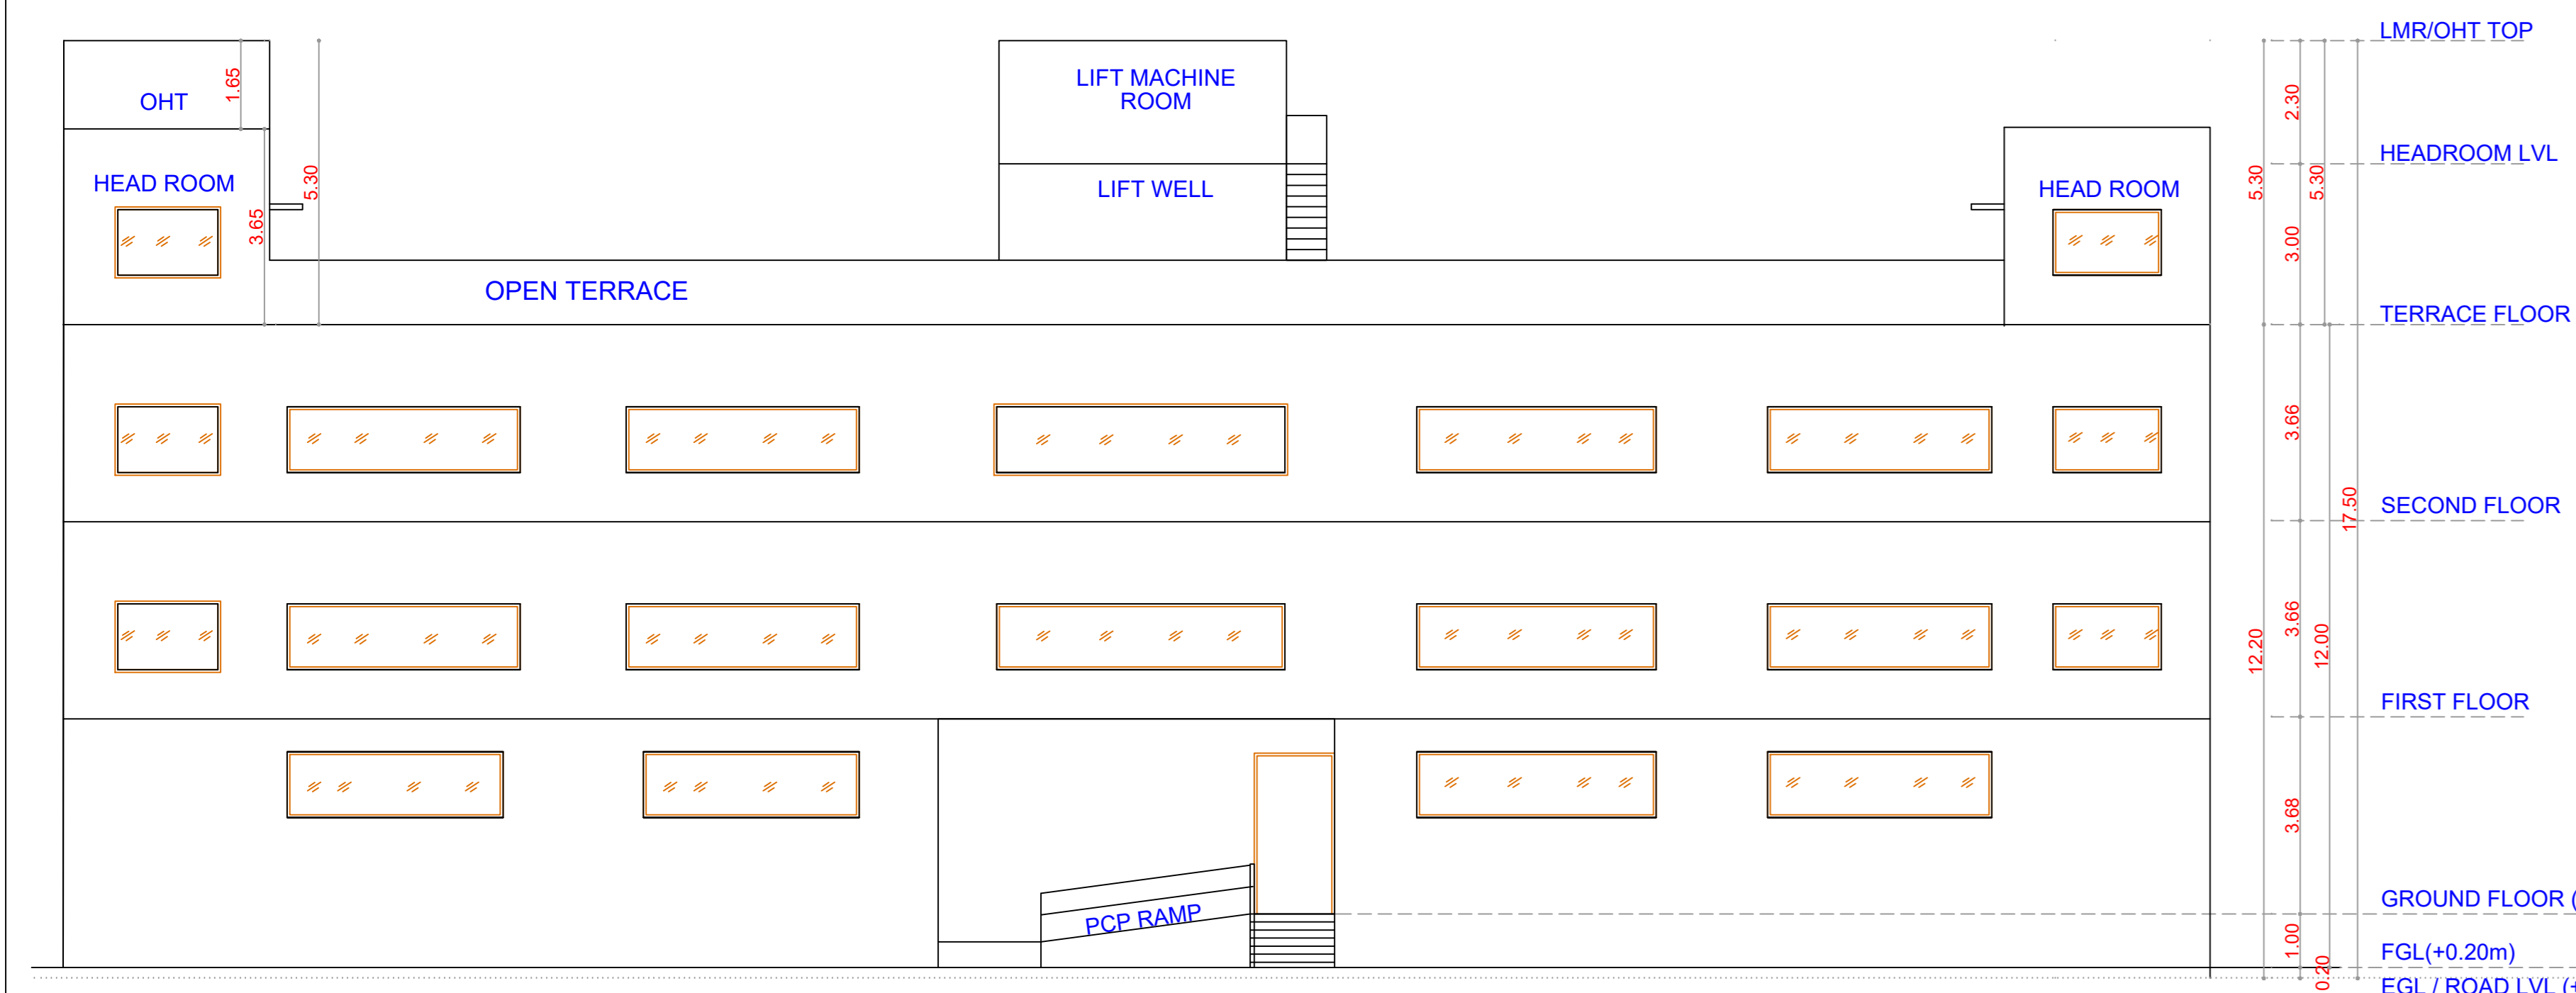 LMR/OHT TOP
1.65
OHT
LIFT MACHINE
ROOM
2.30
HEADROOM LVL
HEAD ROOM
5.30
LIFT WELL
HEAD ROOM
5.30
5.30
3.65
3.00
OPEN TERRACE
TERRACE FLOOR
3.66
SECOND FLOOR
17.50
3.66
12.20
12.00
FIRST FLOOR
3.68
GROUND FLOOR (
PCP RAMP
1.00
FGL(+0.20m)
0.20
EGL / ROAD LVL (+